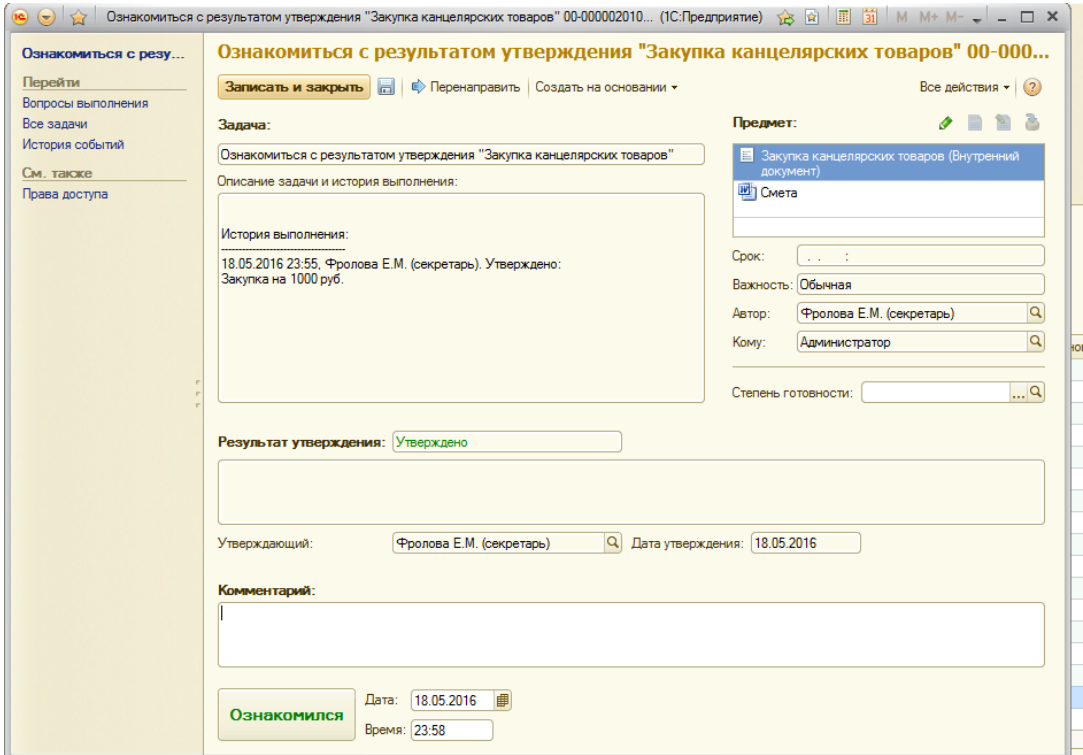 Ознакомиться с результатом утверждения "Закупка канцелярских товаров" 00-000002010... (1С:Предприятие)
31 M M+ M-
Ознакомиться с резу...
Перейти
Вопросы выполнения
Все задачи
История событий
См. также
Права доступа
Ознакомиться с результатом утверждения "Закупка канцелярских товаров" 00-000...
Записать и закрыть Перенаправить Создать на основании Все действия ?
Задача:
Ознакомиться с результатом утверждения "Закупка канцелярских товаров"
Описание задачи и история выполнения:
История выполнения:
------------------------------------
18.05.2016 23:55, Фролова Е.М. (секретарь). Утверждено:
Закупка на 1000 руб.
Предмет:
Закупка канцелярских товаров (Внутренний
документ)
Смета
Срок: . . :
Важность: Обычная
Автор: Фролова Е.М. (секретарь)
Кому: Администратор
Степень готовности: ...
Результат утверждения: Утверждено
Утверждающий: Фролова Е.М. (секретарь) Дата утверждения: 18.05.2016
Комментарий:
Ознакомился
Дата: 18.05.2016
Время: 23:58